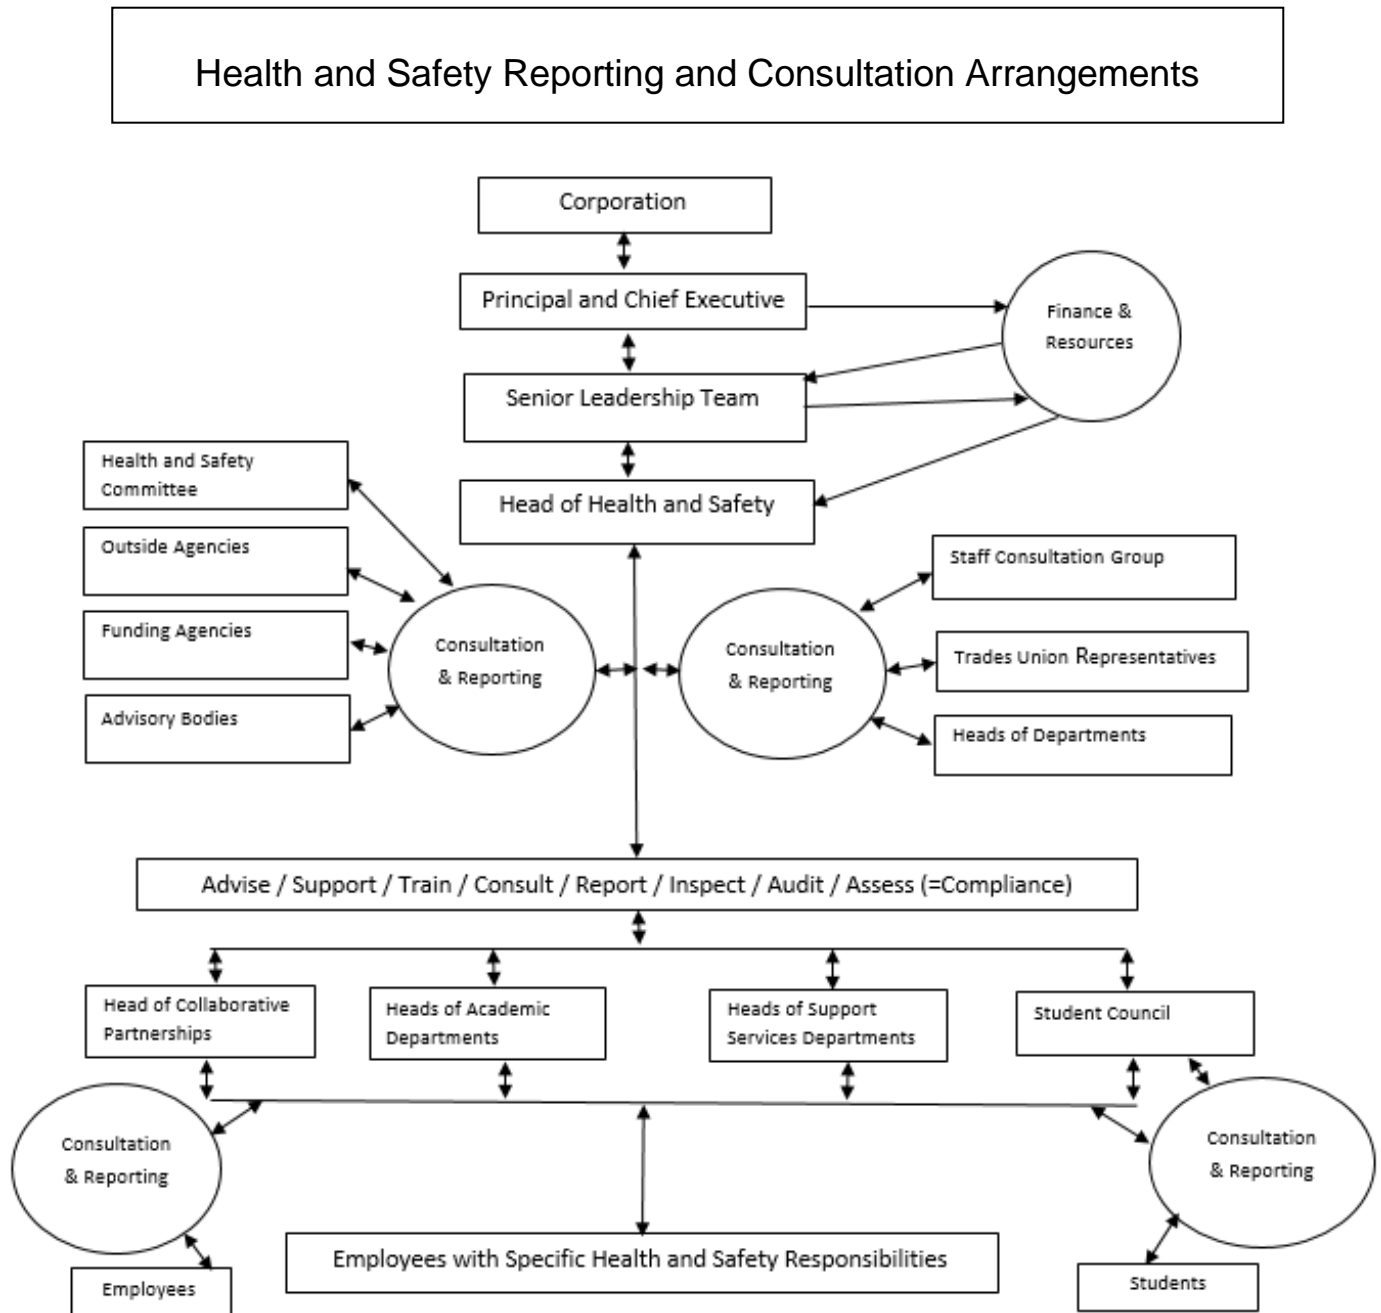 Health and Safety Reporting and Consultation Arrangements
Corporation
Principal and Chief Executive
Finance &
Resources
Senior Leadership Team
Health and Safety
Committee
Head of Health and Safety
Outside Agencies
Staff Consultation Group
Funding Agencies
Consultation
& Reporting
Consultation
& Reporting
Trades Union Representatives
Advisory Bodies
Heads of Departments
Advise / Support / Train / Consult / Report / Inspect / Audit / Assess (=Compliance)
Head of Collaborative
Partnerships
Heads of Academic
Departments
Heads of Support
Services Departments
Student Council
Consultation
& Reporting
Consultation
& Reporting
Employees with Specific Health and Safety Responsibilities
Employees
Students